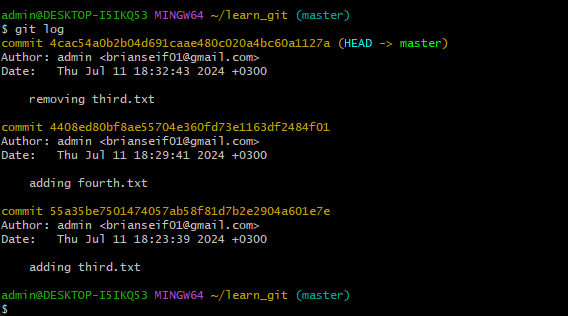 admin@DESKTOP-I5IKQ53 MINGW64 ~/learn_git (master)
$ git log
commit 4cac54a0b2b04d691caaae480c020a4bc60a1127a (HEAD -> master)
Author: admin <brianseif01@gmail.com>
Date:   Thu Jul 11 18:32:43 2024 +0300

    removing third.txt

commit 4408ed80bf8ae55704e360fd73e1163df2484f01
Author: admin <brianseif01@gmail.com>
Date:   Thu Jul 11 18:29:41 2024 +0300

    adding fourth.txt

commit 55a35be7501474057ab58f81d7b2e2904a601e7e
Author: admin <brianseif01@gmail.com>
Date:   Thu Jul 11 18:23:39 2024 +0300

    adding third.txt

admin@DESKTOP-I5IKQ53 MINGW64 ~/learn_git (master)
$